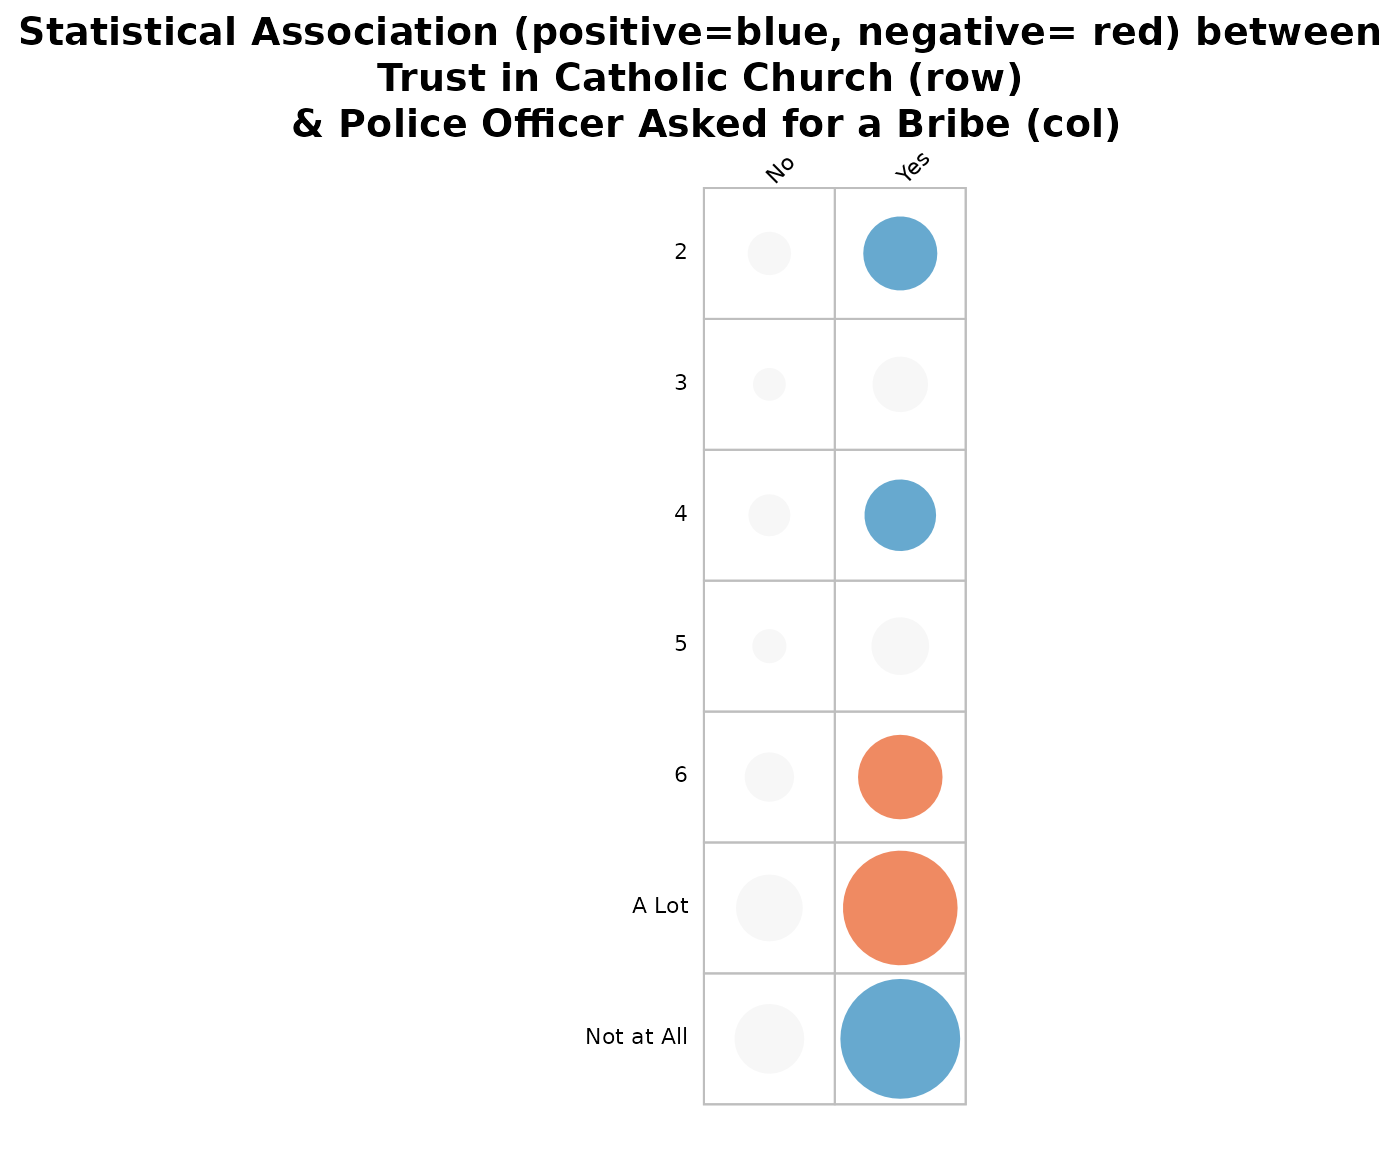 Statistical Association (positive=blue, negative= red) between
Trust in Catholic Church (row)
& Police Officer Asked for a Bribe (col)
No Yes
2
3
4
5
6
A Lot
Not at All